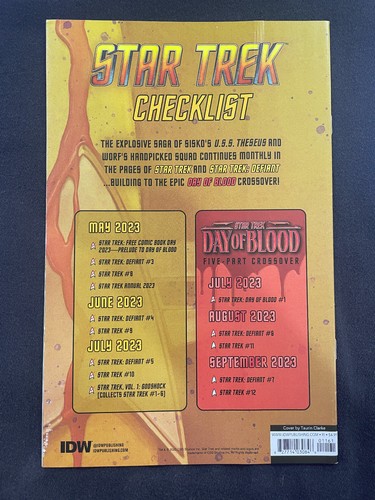 STAR TREK
CHECKLIST
THE EXPLOSIVE SAGA OF SISKO'S U.S.S. THESEUS AND
WORF'S HANDPICKED SQUAD CONTINUES MONTHLY IN
THE PAGES OF STAR TREK AND STAR TREK: DEFIANT
...BUILDING TO THE EPIC DAY OF BLOOD CROSSOVER!
MAY 2023
STAR TREK: FREE COMIC BOOK DAY
2023—PRELUDE TO DAY OF BLOOD
STAR TREK: DEFIANT #3
STAR TREK #8
STAR TREK ANNUAL 2023
JUNE 2023
STAR TREK: DEFIANT #4
STAR TREK #9
JULY 2023
STAR TREK: DEFIANT #5
STAR TREK #10
STAR TREK, VOL. 1: GODSHOCK
(COLLECTS STAR TREK #1-6)
STAR TREK
DAY OF BLOOD
FIVE-PART CROSSOVER
JULY 2023
STAR TREK: DAY OF BLOOD #1
AUGUST 2023
STAR TREK: DEFIANT #6
STAR TREK #11
SEPTEMBER 2023
STAR TREK: DEFIANT #7
STAR TREK #12
IDW
@IDWPUBLISHING
IDWPUBLISHING.COM
Cover by Taurin Clarke